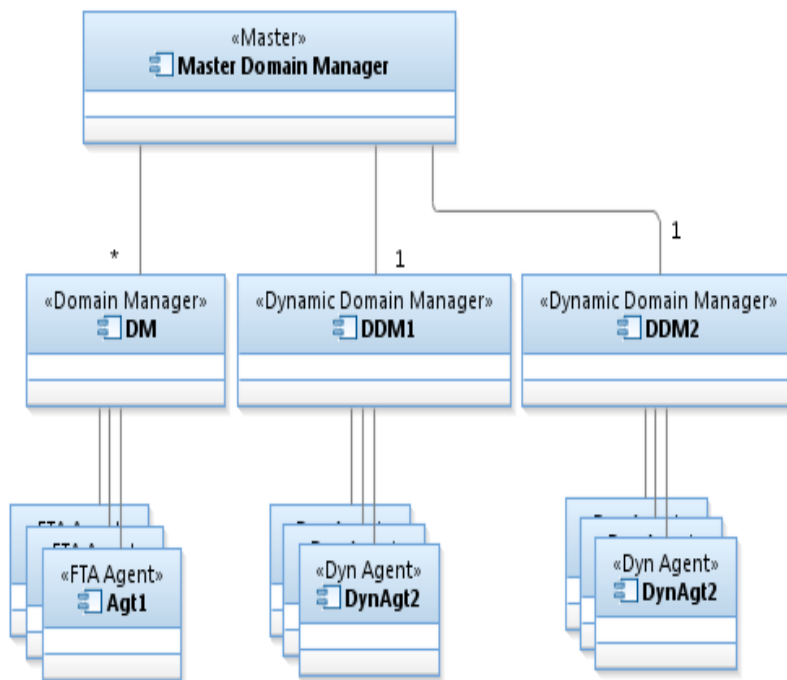 «Master»
Master Domain Manager
*
1
1
«Domain Manager»
DM
«Dynamic Domain Manager»
DDM1
«Dynamic Domain Manager»
DDM2
«FTA Agent»
Agt1
«Dyn Agent»
DynAgt2
«Dyn Agent»
DynAgt2